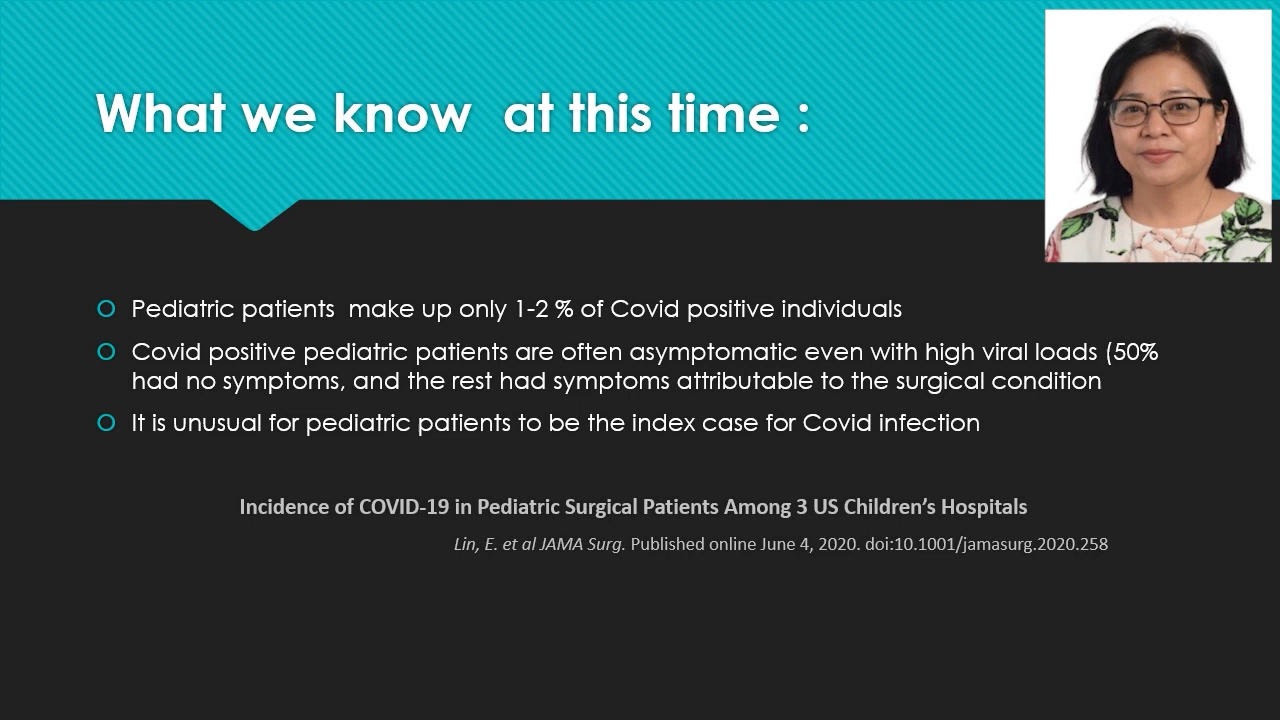 What we know  at this time :
Pediatric patients  make up only 1-2 % of Covid positive individuals
Covid positive pediatric patients are often asymptomatic even with high viral loads (50%
had no symptoms, and the rest had symptoms attributable to the surgical condition
It is unusual for pediatric patients to be the index case for Covid infection
Incidence of COVID-19 in Pediatric Surgical Patients Among 3 US Children’s Hospitals
Lin, E. et al JAMA Surg. Published online June 4, 2020. doi:10.1001/jamasurg.2020.258